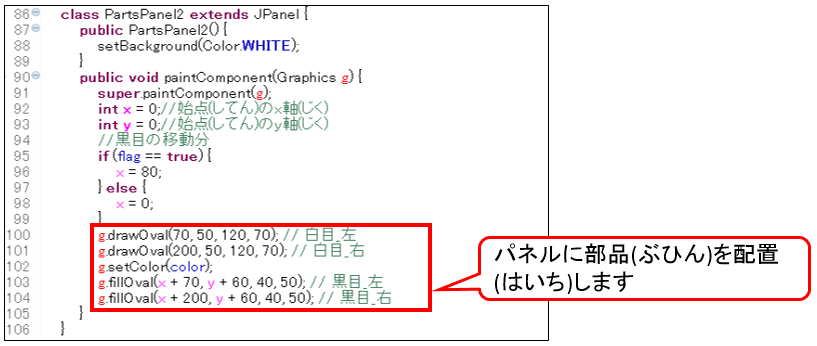 86 class PartsPanel2 extends JPanel {
87 public PartsPanel2() {
88 setBackground(Color.WHITE);
89 }
90 public void paintComponent(Graphics g) {
91 super.paintComponent(g);
92 int x = 0;//始点(してん)のx軸(じく)
93 int y = 0;//始点(してん)のy軸(じく)
94 //黒目の移動分
95 if (flag == true) {
96 x = 80;
97 } else {
98 x = 0;
99 }
100 g.drawOval(70, 50, 120, 70); // 白目_左
101 g.drawOval(200, 50, 120, 70); // 白目_右
102 g.setColor(color);
103 g.fillOval(x + 70, y + 60, 40, 50); // 黒目_左
104 g.fillOval(x + 200, y + 60, 40, 50); // 黒目_右
105 }
106 }
パネルに部品(ぶひん)を配置
(はいち)します